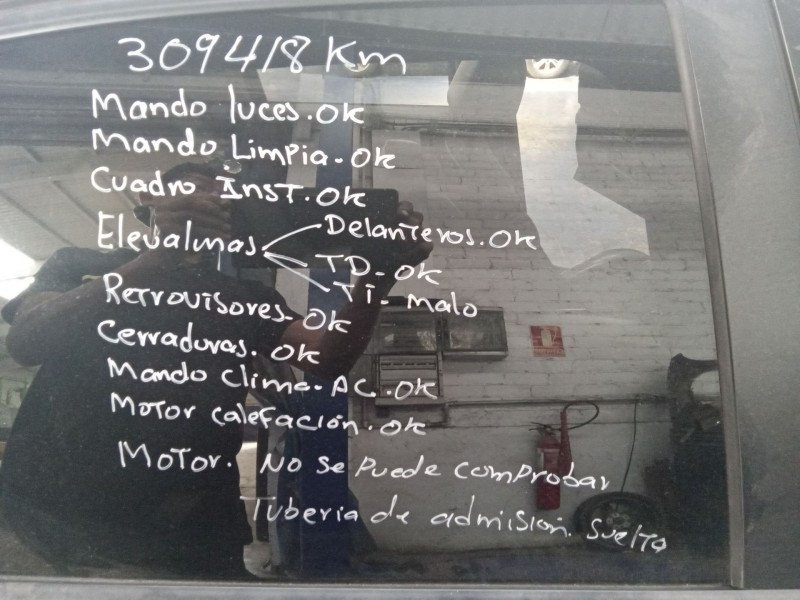 309418 Km
Mando luces. OK
Mando Limpia - OK
Cuadro INST. OK
Elevalunas Delanteros. OK
TD - OK
TI - Malo
Retrovisores - OK
Cerraduras. OK
Mando Clima - AC. OK
Motor calefacion. OK
Motor. No se puede comprobar
Tuberia de admision. suelta